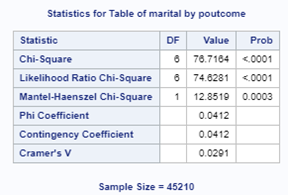 Statistics for Table of marital by poutcome
Statistic DF Value Prob
Chi-Square 6 76.7164 <.0001
Likelihood Ratio Chi-Square 6 74.6281 <.0001
Mantel-Haenszel Chi-Square 1 12.8519 0.0003
Phi Coefficient 0.0412
Contingency Coefficient 0.0412
Cramer's V 0.0291
Sample Size = 45210